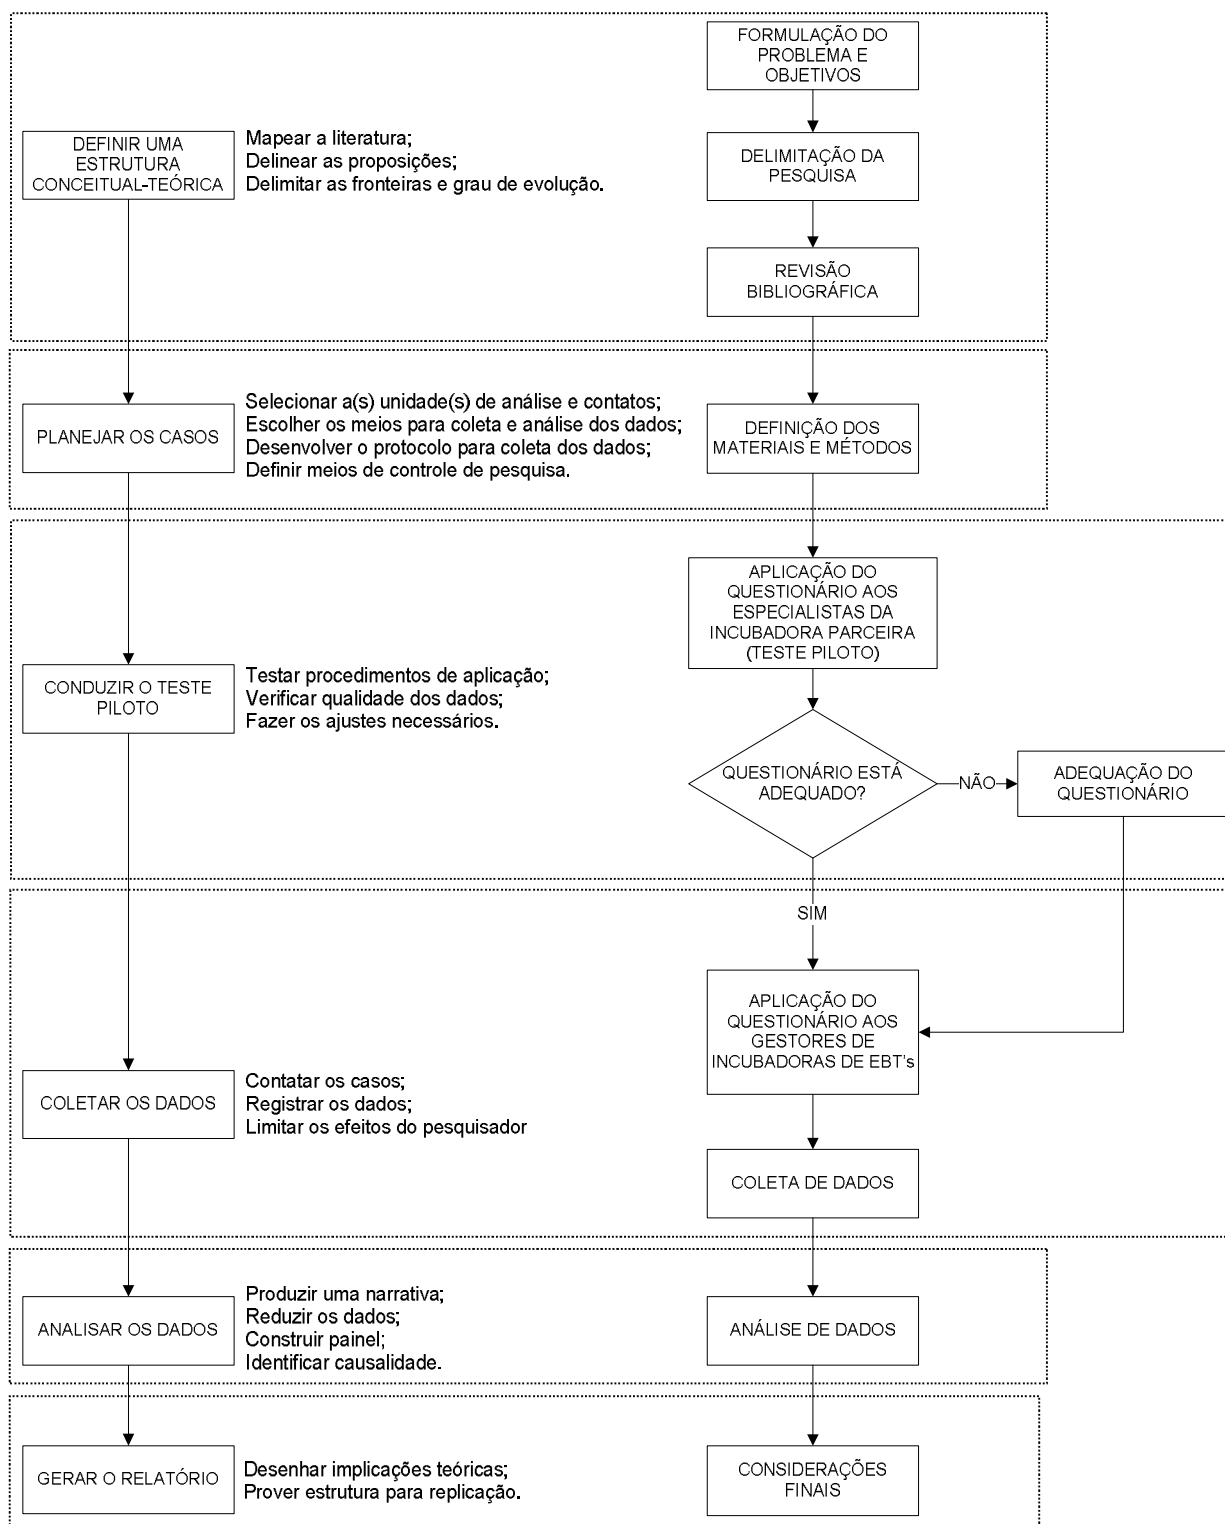 FORMULAÇÃO DO
PROBLEMA E
OBJETIVOS
DEFINIR UMA
ESTRUTURA
CONCEITUAL-TEÓRICA
Mapear a literatura;
Delinear as proposições;
Delimitar as fronteiras e grau de evolução.
DELIMITAÇÃO DA
PESQUISA
REVISÃO
BIBLIOGRÁFICA
PLANEJAR OS CASOS
Selecionar a(s) unidade(s) de análise e contatos;
Escolher os meios para coleta e análise dos dados;
Desenvolver o protocolo para coleta dos dados;
Definir meios de controle de pesquisa.
DEFINIÇÃO DOS
MATERIAIS E MÉTODOS
APLICAÇÃO DO
QUESTIONÁRIO AOS
ESPECIALISTAS DA
INCUBADORA PARCEIRA
(TESTE PILOTO)
CONDUZIR O TESTE
PILOTO
Testar procedimentos de aplicação;
Verificar qualidade dos dados;
Fazer os ajustes necessários.
QUESTIONÁRIO ESTÁ
ADEQUADO?
NÃO
ADEQUAÇÃO DO
QUESTIONÁRIO
SIM
APLICAÇÃO DO
QUESTIONÁRIO AOS
GESTORES DE
INCUBADORAS DE EBT's
COLETAR OS DADOS
Contatar os casos;
Registrar os dados;
Limitar os efeitos do pesquisador
COLETA DE DADOS
ANALISAR OS DADOS
Produzir uma narrativa;
Reduzir os dados;
Construir painel;
Identificar causalidade.
ANÁLISE DE DADOS
GERAR O RELATÓRIO
Desenhar implicações teóricas;
Prover estrutura para replicação.
CONSIDERAÇÕES
FINAIS